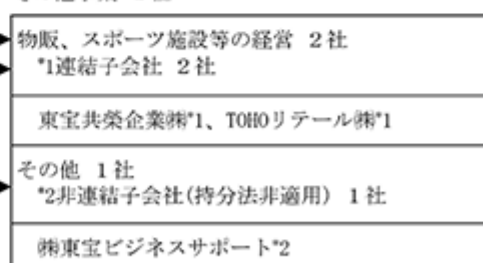 物販、スポーツ施設等の経営 2社
*1連結子会社 2社
東宝共榮企業㈱*1、TOHOリテール㈱*1
その他 1社
*2非連結子会社(持分法非適用) 1社
㈱東宝ビジネスサポート*2